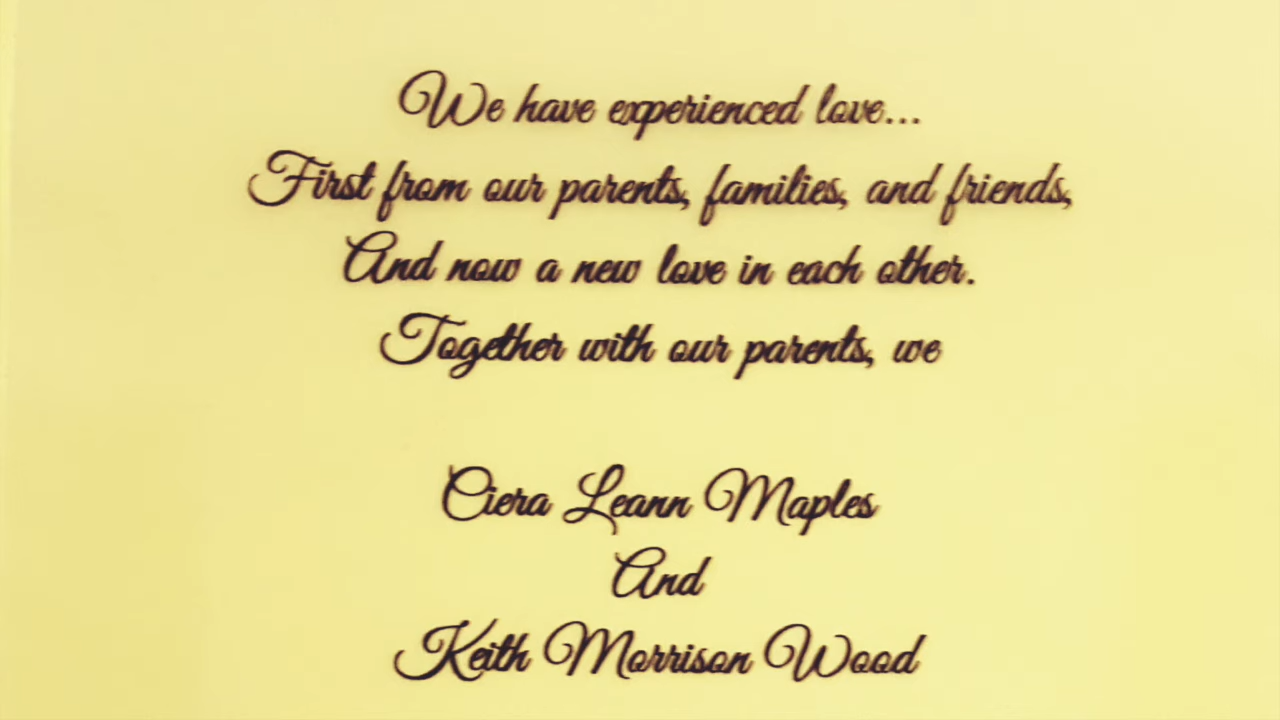 We have experienced love...
First from our parents, families, and friends,
And now a new love in each other.
Together with our parents, we
Ciera Leann Maples
And
Keith Morrison Wood